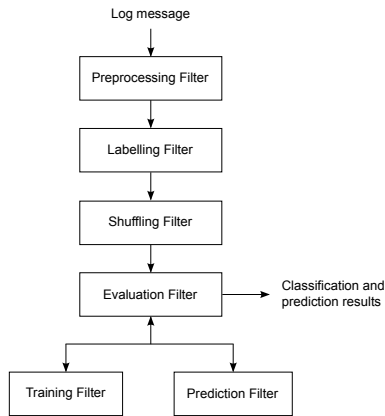 Log message
Preprocessing Filter
Labelling Filter
Shuffling Filter
Evaluation Filter
Classification and
prediction results
Training Filter
Prediction Filter